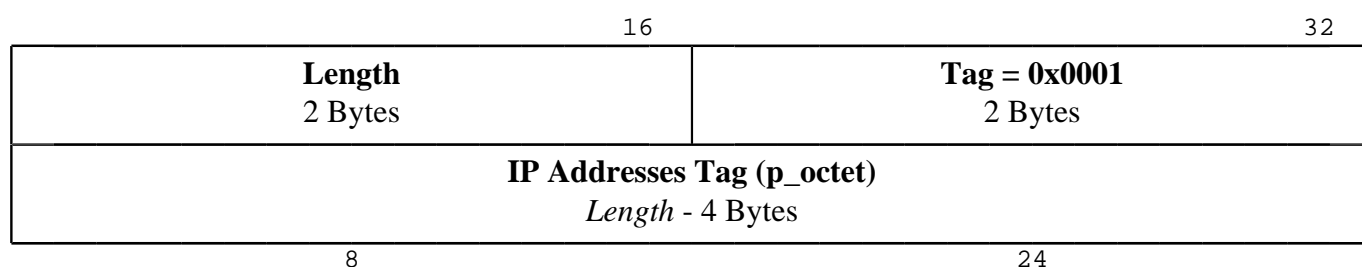 16 32
Length Tag = 0x0001
2 Bytes 2 Bytes
IP Addresses Tag (p_octet)
Length - 4 Bytes
8 24